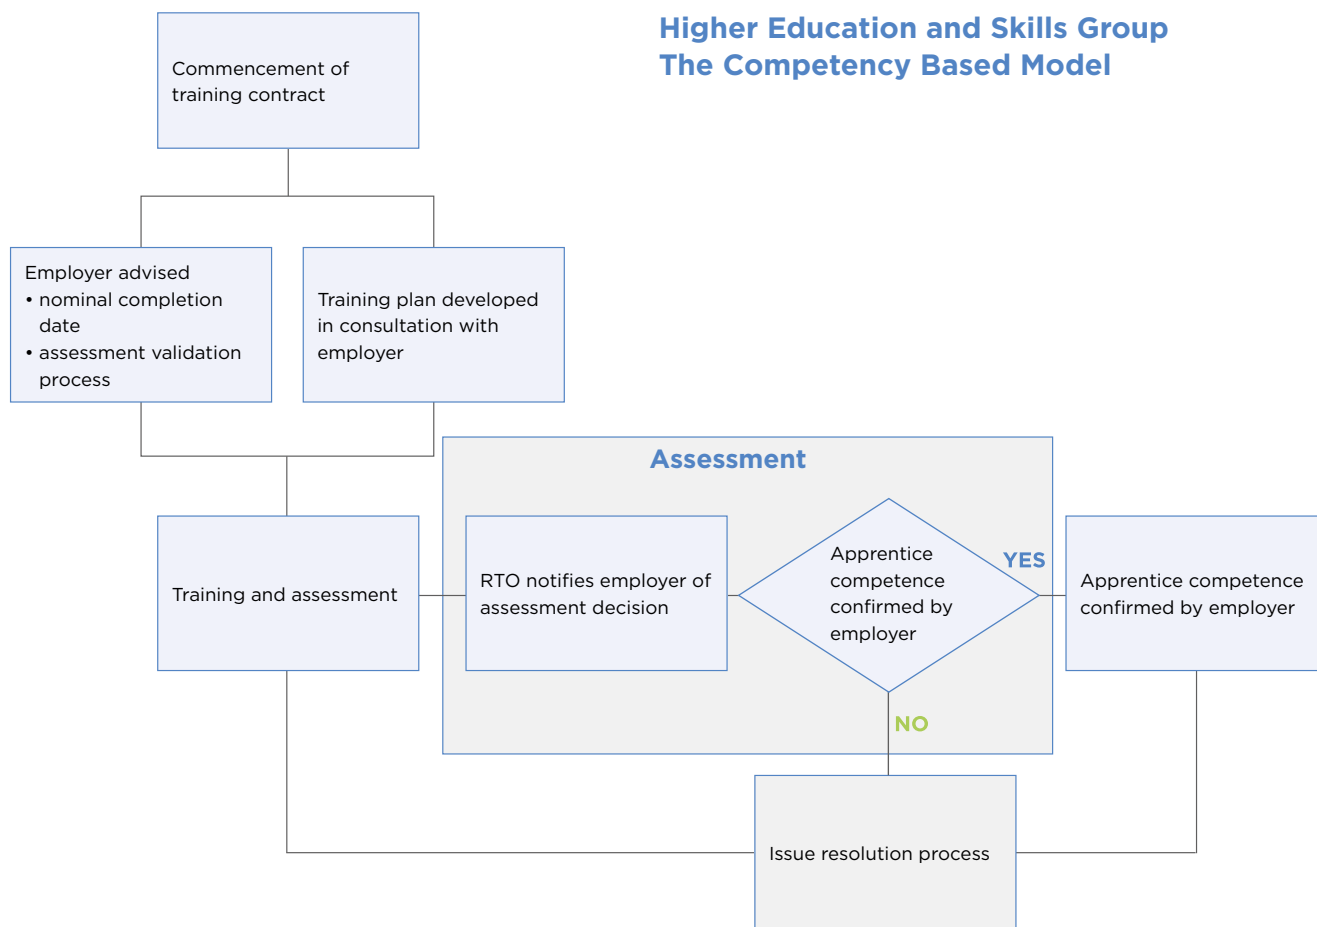 Higher Education and Skills Group
The Competency Based Model
Commencement of
training contract
Employer advised
• nominal completion
date
• assessment validation
process
Training plan developed
in consultation with
employer
Assessment
Training and assessment
RTO notifies employer of
assessment decision
Apprentice
competence
confirmed by
employer
YES
Apprentice competence
confirmed by employer
NO
Issue resolution process